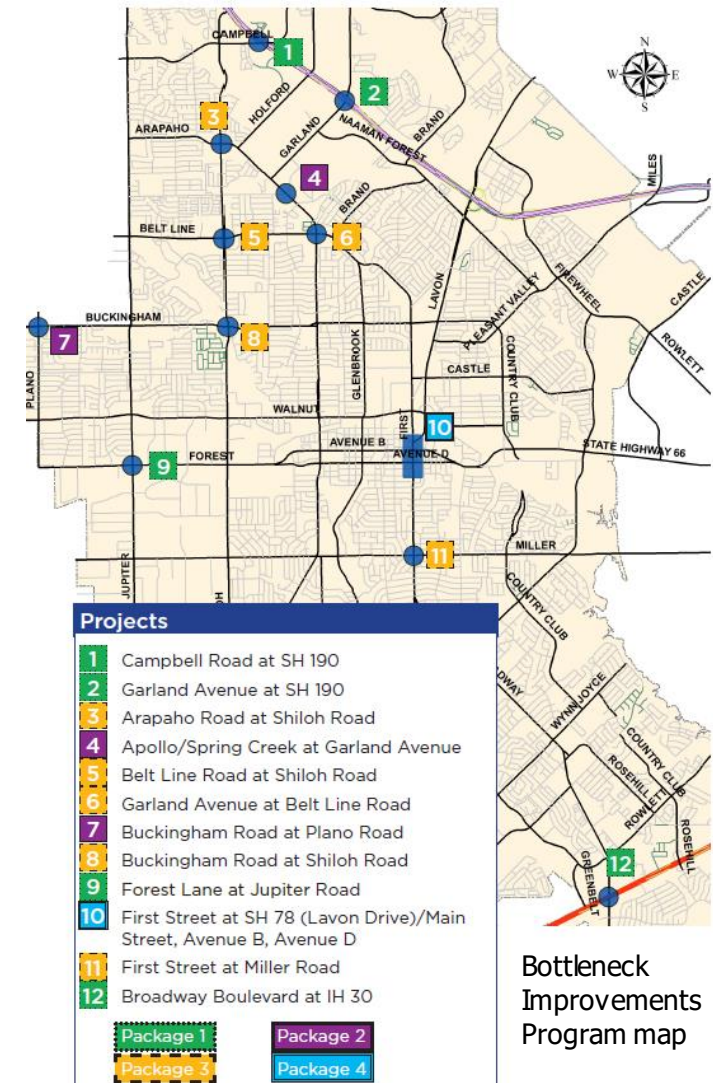 N
W E
S
CAMPBELL
1
2
HOLFORD
3
ARAPAHO
GARLAND
NAAMAN FOREST
BRAND
4
MILES
BRAND
BELT LINE
5
6
LAVON
FIREWHEEL
CASTLE
PLEASANT VALLEY
BUCKINGHAM
7
8
ROWLETT
PLANO
GLENBROOK
CASTLE
COUNTRY CLUB
WALNUT
FIRST
10
AVENUE B
STATE HIGHWAY 66
FOREST
AVENUE D
9
MILLER
11
JUPITER
OH
COUNTRY CLUB
DWAY
WYNN JOYCE
COUNTRY CLUB
ROSEHILL
ROWLETT
ROSEHILL
GREENBELT
12
Projects
1 Campbell Road at SH 190
2 Garland Avenue at SH 190
3 Arapaho Road at Shiloh Road
4 Apollo/Spring Creek at Garland Avenue
5 Belt Line Road at Shiloh Road
6 Garland Avenue at Belt Line Road
7 Buckingham Road at Plano Road
8 Buckingham Road at Shiloh Road
9 Forest Lane at Jupiter Road
10 First Street at SH 78 (Lavon Drive)/Main
Street, Avenue B, Avenue D
11 First Street at Miller Road
12 Broadway Boulevard at IH 30
Package 1 Package 2
Package 3 Package 4
Bottleneck
Improvements
Program map